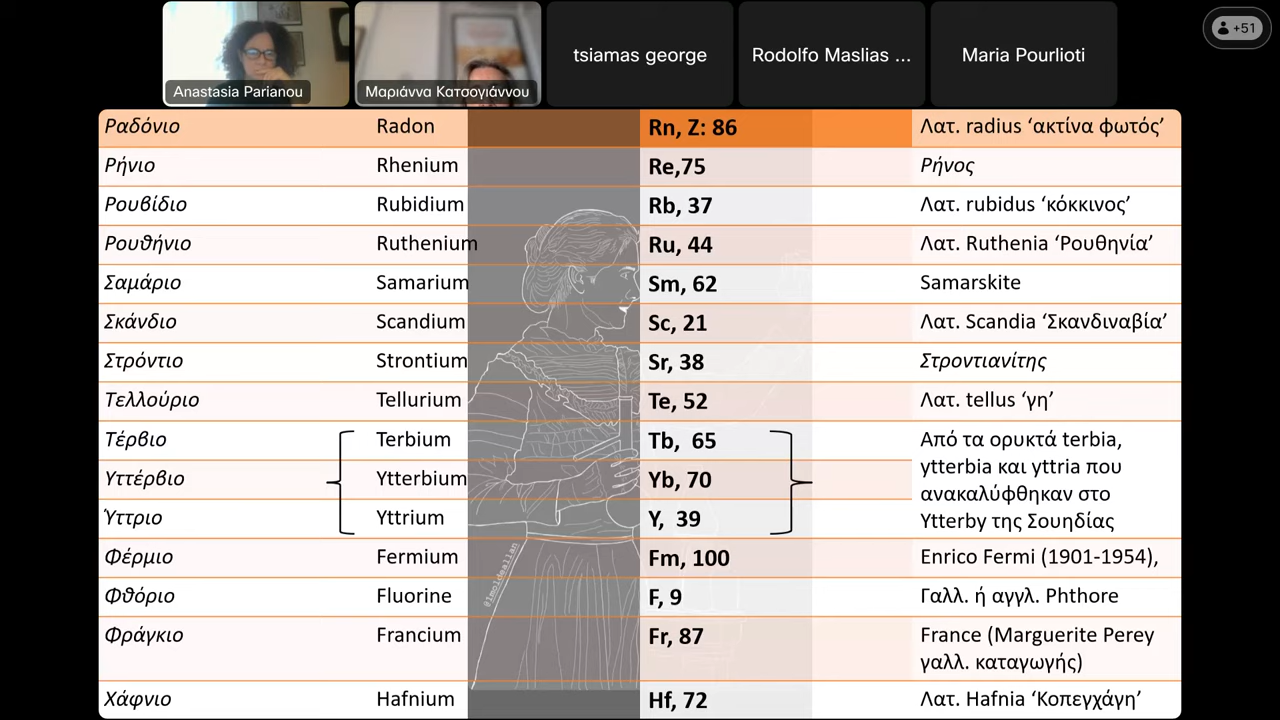 +51
tsiamas george
Rodolfo Maslias ...
Maria Pourlioti
Anastasia Parianou
Μαριάννα Κατσογιάννου
Ραδόνιο Radon Rn, Z: 86 Λατ. radius ‘ακτίνα φωτός’
Ρήνιο Rhenium Re,75 Ρήνος
Ρουβίδιο Rubidium Rb, 37 Λατ. rubidus ‘κόκκινος’
Ρουθήνιο Ruthenium Ru, 44 Λατ. Ruthenia ‘Ρουθηνία’
Σαμάριο Samarium Sm, 62 Samarskite
Σκάνδιο Scandium Sc, 21 Λατ. Scandia ‘Σκανδιναβία’
Στρόντιο Strontium Sr, 38 Στροντιανίτης
Τελλούριο Tellurium Te, 52 Λατ. tellus ‘γη’
Τέρβιο Terbium Tb, 65 Από τα ορυκτά terbia,
ytterbia και yttria που
Υττέρβιο Ytterbium Yb, 70
ανακαλύφθηκαν στο
Ύττριο Yttrium Y, 39 Ytterby της Σουηδίας
Φέρμιο Fermium Fm, 100 Enrico Fermi (1901-1954),
Φθόριο Fluorine F, 9 Γαλλ. ή αγγλ. Phthore
Φράγκιο Francium Fr, 87 France (Marguerite Perey
γαλλ. καταγωγής)
Χάφνιο Hafnium Hf, 72 Λατ. Hafnia ‘Κοπεγχάγη’